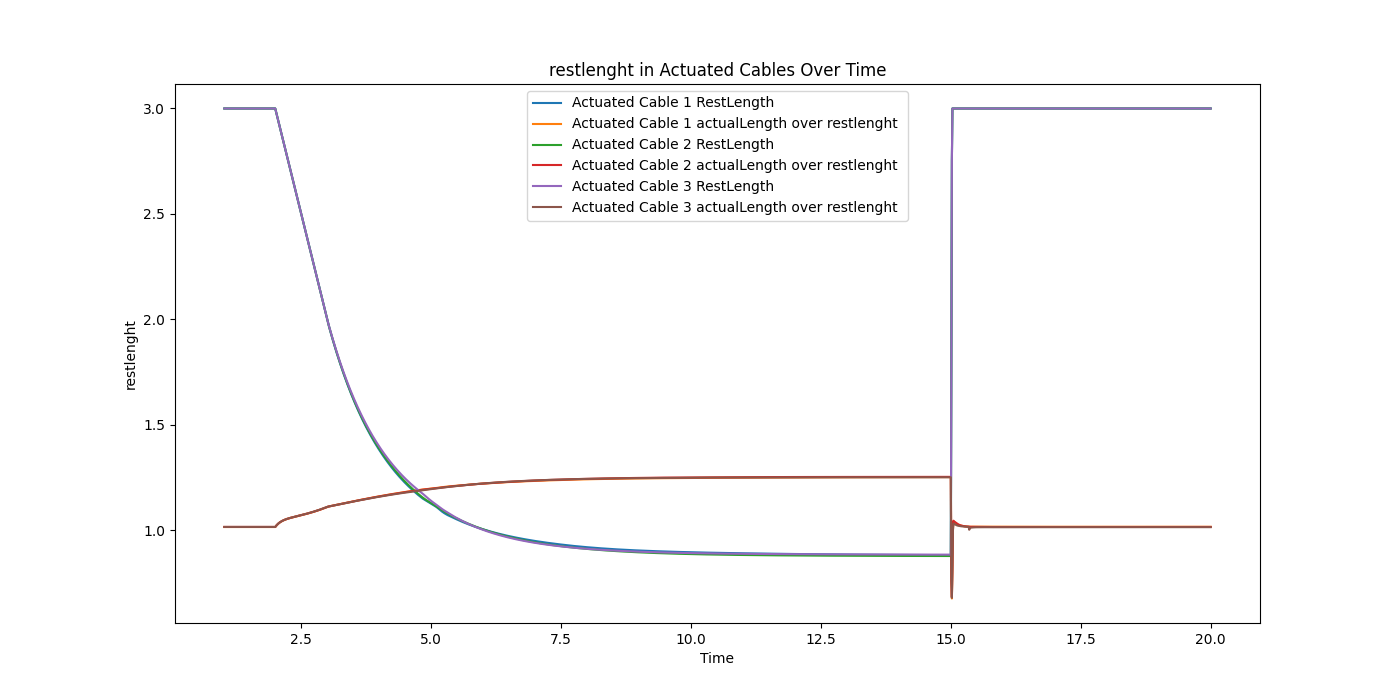 restlenght in Actuated Cables Over Time
Actuated Cable 1 RestLength
Actuated Cable 1 actualLength over restlenght
Actuated Cable 2 RestLength
Actuated Cable 2 actualLength over restlenght
Actuated Cable 3 RestLength
Actuated Cable 3 actualLength over restlenght
restlenght
3.0
2.5
2.0
1.5
1.0
2.5
5.0
7.5
10.0
12.5
15.0
17.5
20.0
Time